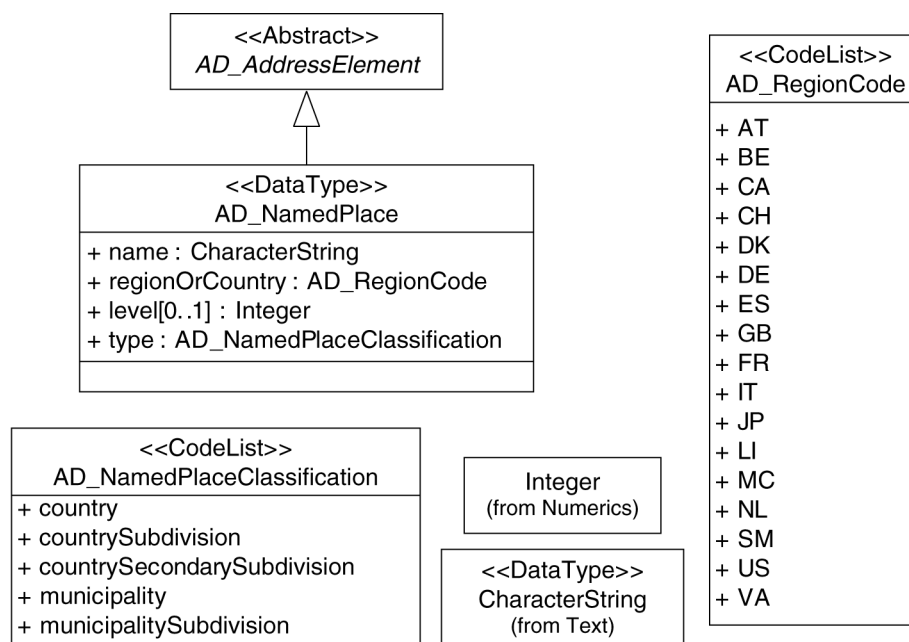 <<Abstract>>
AD_AddressElement
<<DataType>>
AD_NamedPlace
+ name : CharacterString
+ regionOrCountry : AD_RegionCode
+ level[0..1] : Integer
+ type : AD_NamedPlaceClassification
<<CodeList>>
AD_RegionCode
+ AT
+ BE
+ CA
+ CH
+ DK
+ DE
+ ES
+ GB
+ FR
+ IT
+ JP
+ LI
+ MC
+ NL
+ SM
+ US
+ VA
<<CodeList>>
AD_NamedPlaceClassification
+ country
+ countrySubdivision
+ countrySecondarySubdivision
+ municipality
+ municipalitySubdivision
Integer
(from Numerics)
<<DataType>>
CharacterString
(from Text)